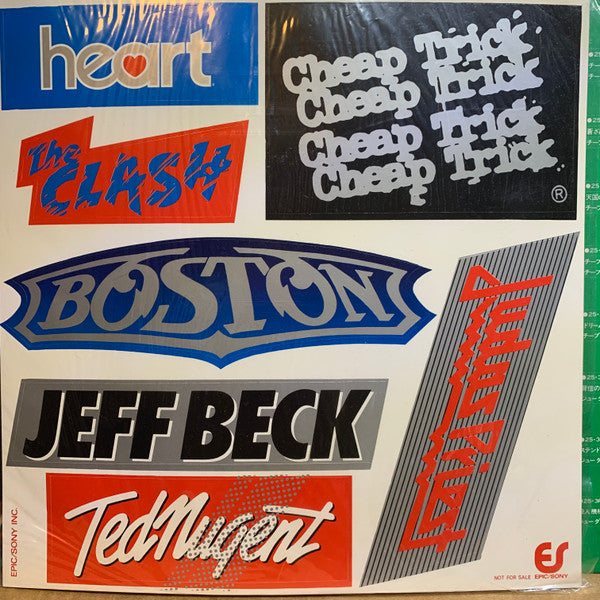 heart
Cheap Trick
Cheap Trick
Cheap Trick
Cheap Trick
®
The
CLASH
BOSTON
Judas Priest
JEFF BECK
Ted Nugent
EPIC/SONY INC.
ES
NOT FOR SALE EPIC/SONY